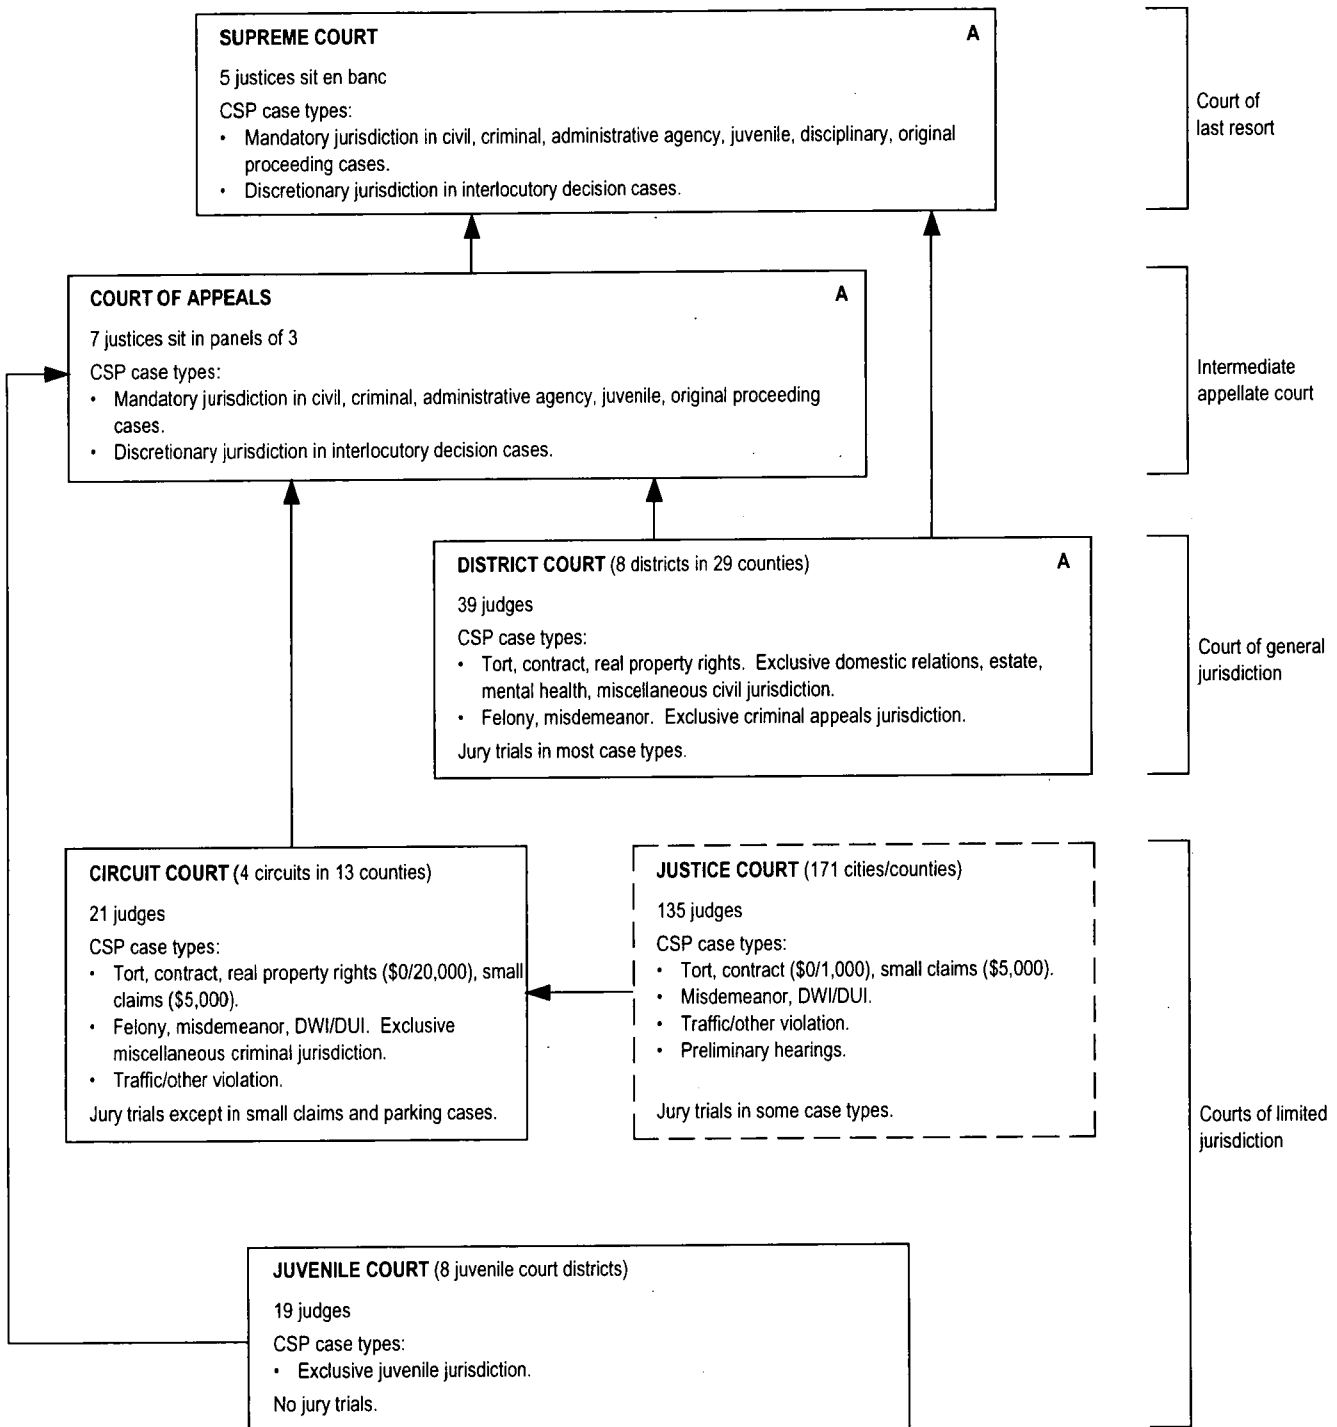 SUPREME COURT A
5 justices sit en banc
CSP case types:
• Mandatory jurisdiction in civil, criminal, administrative agency, juvenile, disciplinary, original
proceeding cases.
• Discretionary jurisdiction in interlocutory decision cases.
Court of
last resort
COURT OF APPEALS A
7 justices sit in panels of 3
CSP case types:
• Mandatory jurisdiction in civil, criminal, administrative agency, juvenile, original proceeding
cases.
• Discretionary jurisdiction in interlocutory decision cases.
Intermediate
appellate court
DISTRICT COURT (8 districts in 29 counties) A
39 judges
CSP case types:
• Tort, contract, real property rights. Exclusive domestic relations, estate,
mental health, miscellaneous civil jurisdiction.
• Felony, misdemeanor. Exclusive criminal appeals jurisdiction.
Jury trials in most case types.
Court of general
jurisdiction
CIRCUIT COURT (4 circuits in 13 counties)
21 judges
CSP case types:
• Tort, contract, real property rights ($0/20,000), small
claims ($5,000).
• Felony, misdemeanor, DWI/DUI. Exclusive
miscellaneous criminal jurisdiction.
• Traffic/other violation.
Jury trials except in small claims and parking cases.
JUSTICE COURT (171 cities/counties)
135 judges
CSP case types:
• Tort, contract ($0/1,000), small claims ($5,000).
• Misdemeanor, DWI/DUI.
• Traffic/other violation.
• Preliminary hearings.
Jury trials in some case types.
Courts of limited
jurisdiction
JUVENILE COURT (8 juvenile court districts)
19 judges
CSP case types:
• Exclusive juvenile jurisdiction.
No jury trials.